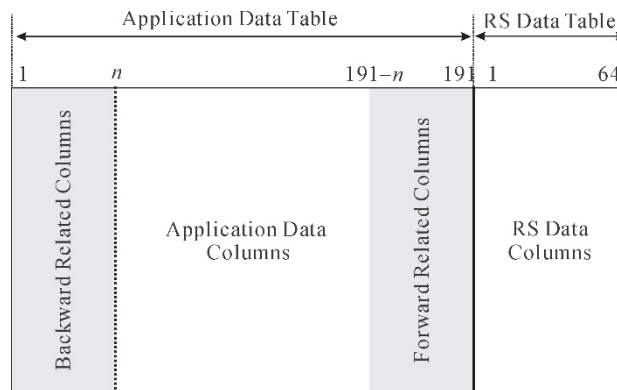 Application Data Table
RS Data Table
1
n
191–n
191
1
64
Backward Related Columns
Application Data
Columns
Forward Related Columns
RS Data
Columns